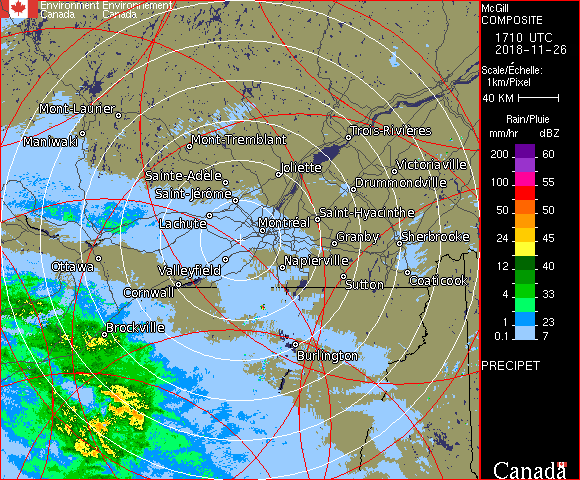 Environment Environnement
Canada Canada
McGill
COMPOSITE
1710 UTC
2018-11-26
Scale/Échelle:
1km/Pixel
40 KM
Rain/Pluie
mm/hr dBZ
200 60
100 55
50 50
24 45
12 40
4 33
1 23
0.1 7
PRECIPET
Canada
Mont-Laurier
Maniwaki
Mont-Tremblant
Trois-Rivières
Joliette
Victoriaville
Sainte-Adèle
Drummondville
Saint-Jérôme
Saint-Hyacinthe
Lachute
Montréal
Granby
Sherbrooke
Ottawa
Valleyfield
Napierville
Cornwall
Sutton
Coaticook
Brockville
Burlington